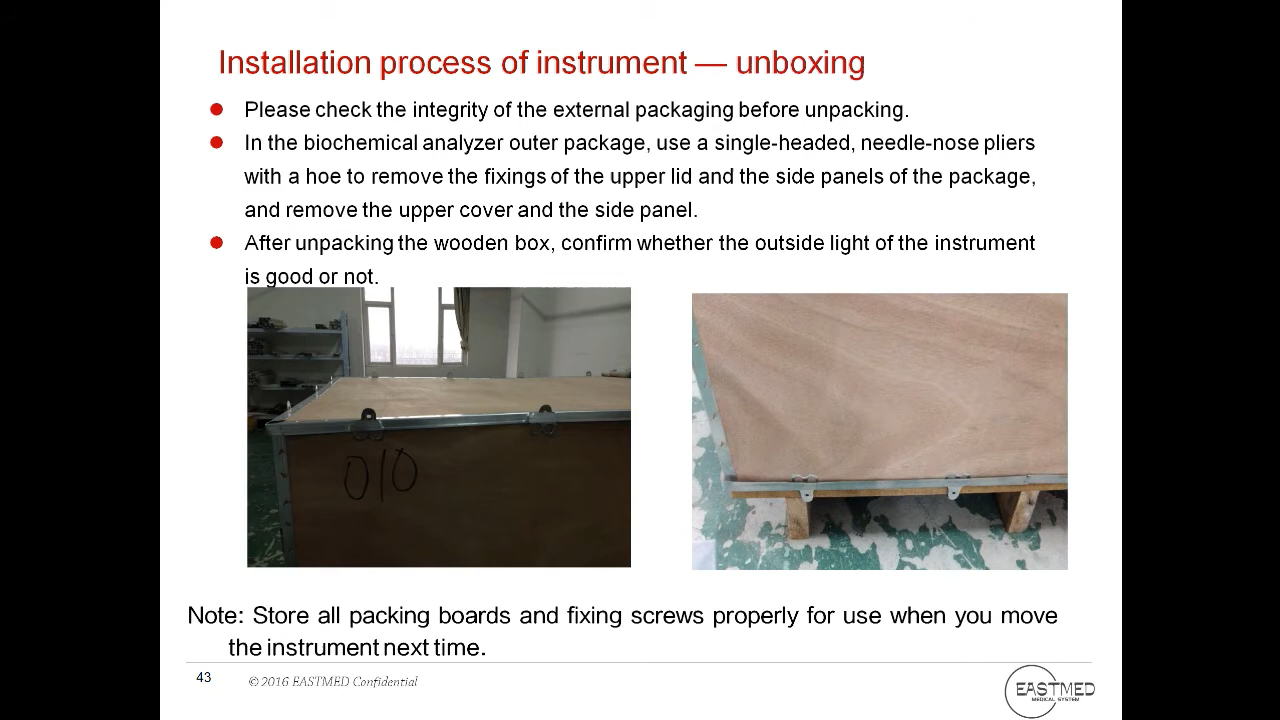 Installation process of instrument — unboxing
Please check the integrity of the external packaging before unpacking.
In the biochemical analyzer outer package, use a single-headed, needle-nose pliers
with a hoe to remove the fixings of the upper lid and the side panels of the package,
and remove the upper cover and the side panel.
After unpacking the wooden box, confirm whether the outside light of the instrument
is good or not.
010
Note: Store all packing boards and fixing screws properly for use when you move
the instrument next time.
43
© 2016 EASTMED Confidential
EASTMED
MEDICAL SYSTEM